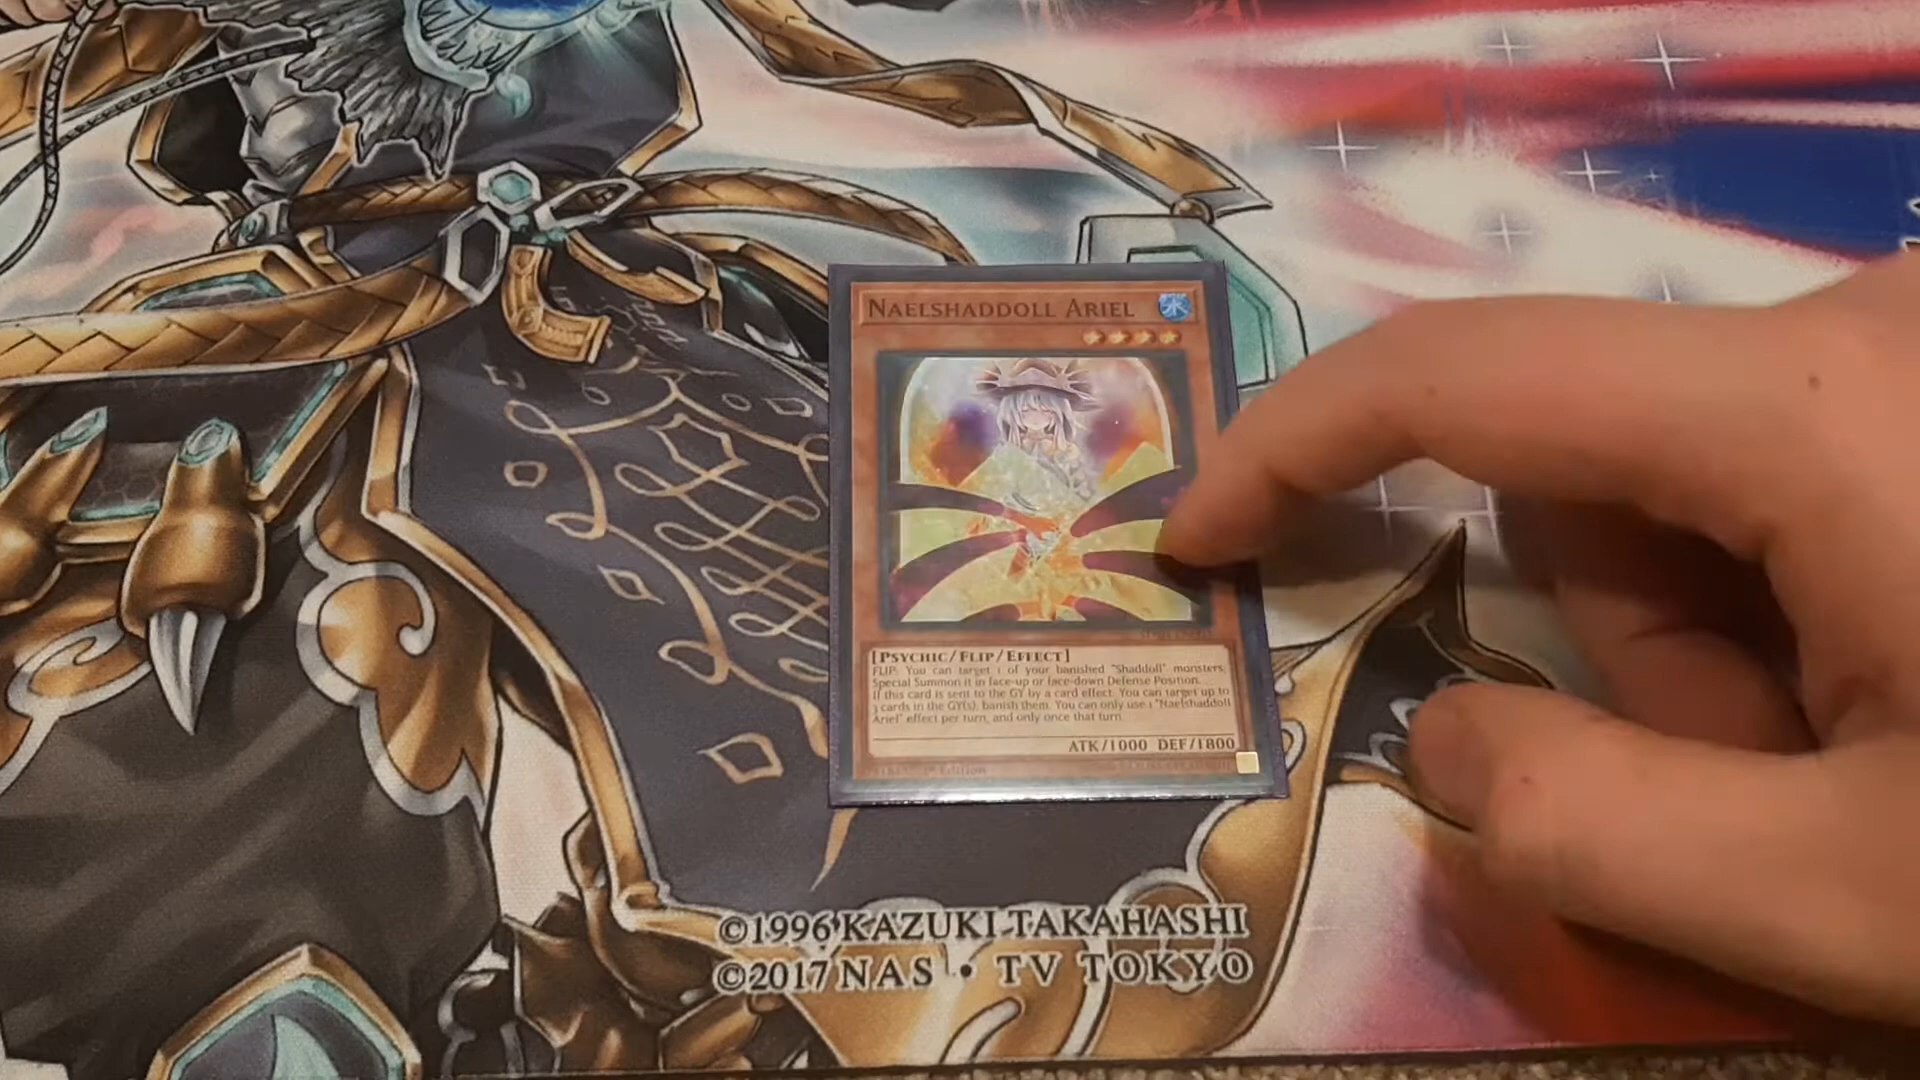 NAELSHADDOLL ARIEL
水
[PSYCHIC/FLIP/EFFECT]
FLIP: You can target 1 of your banished "Shaddoll" monsters;
Special Summon it in face-up or face-down Defense Position.
If this card is sent to the GY by a card effect: You can target up to
3 cards in the GY(s); banish them. You can only use 1 "Naelshaddoll
Ariel" effect per turn, and only once that turn.
ATK/1000 DEF/1800
Edition
©1996 KAZUKI TAKAHASHI
©2017 NAS • TV TOKYO